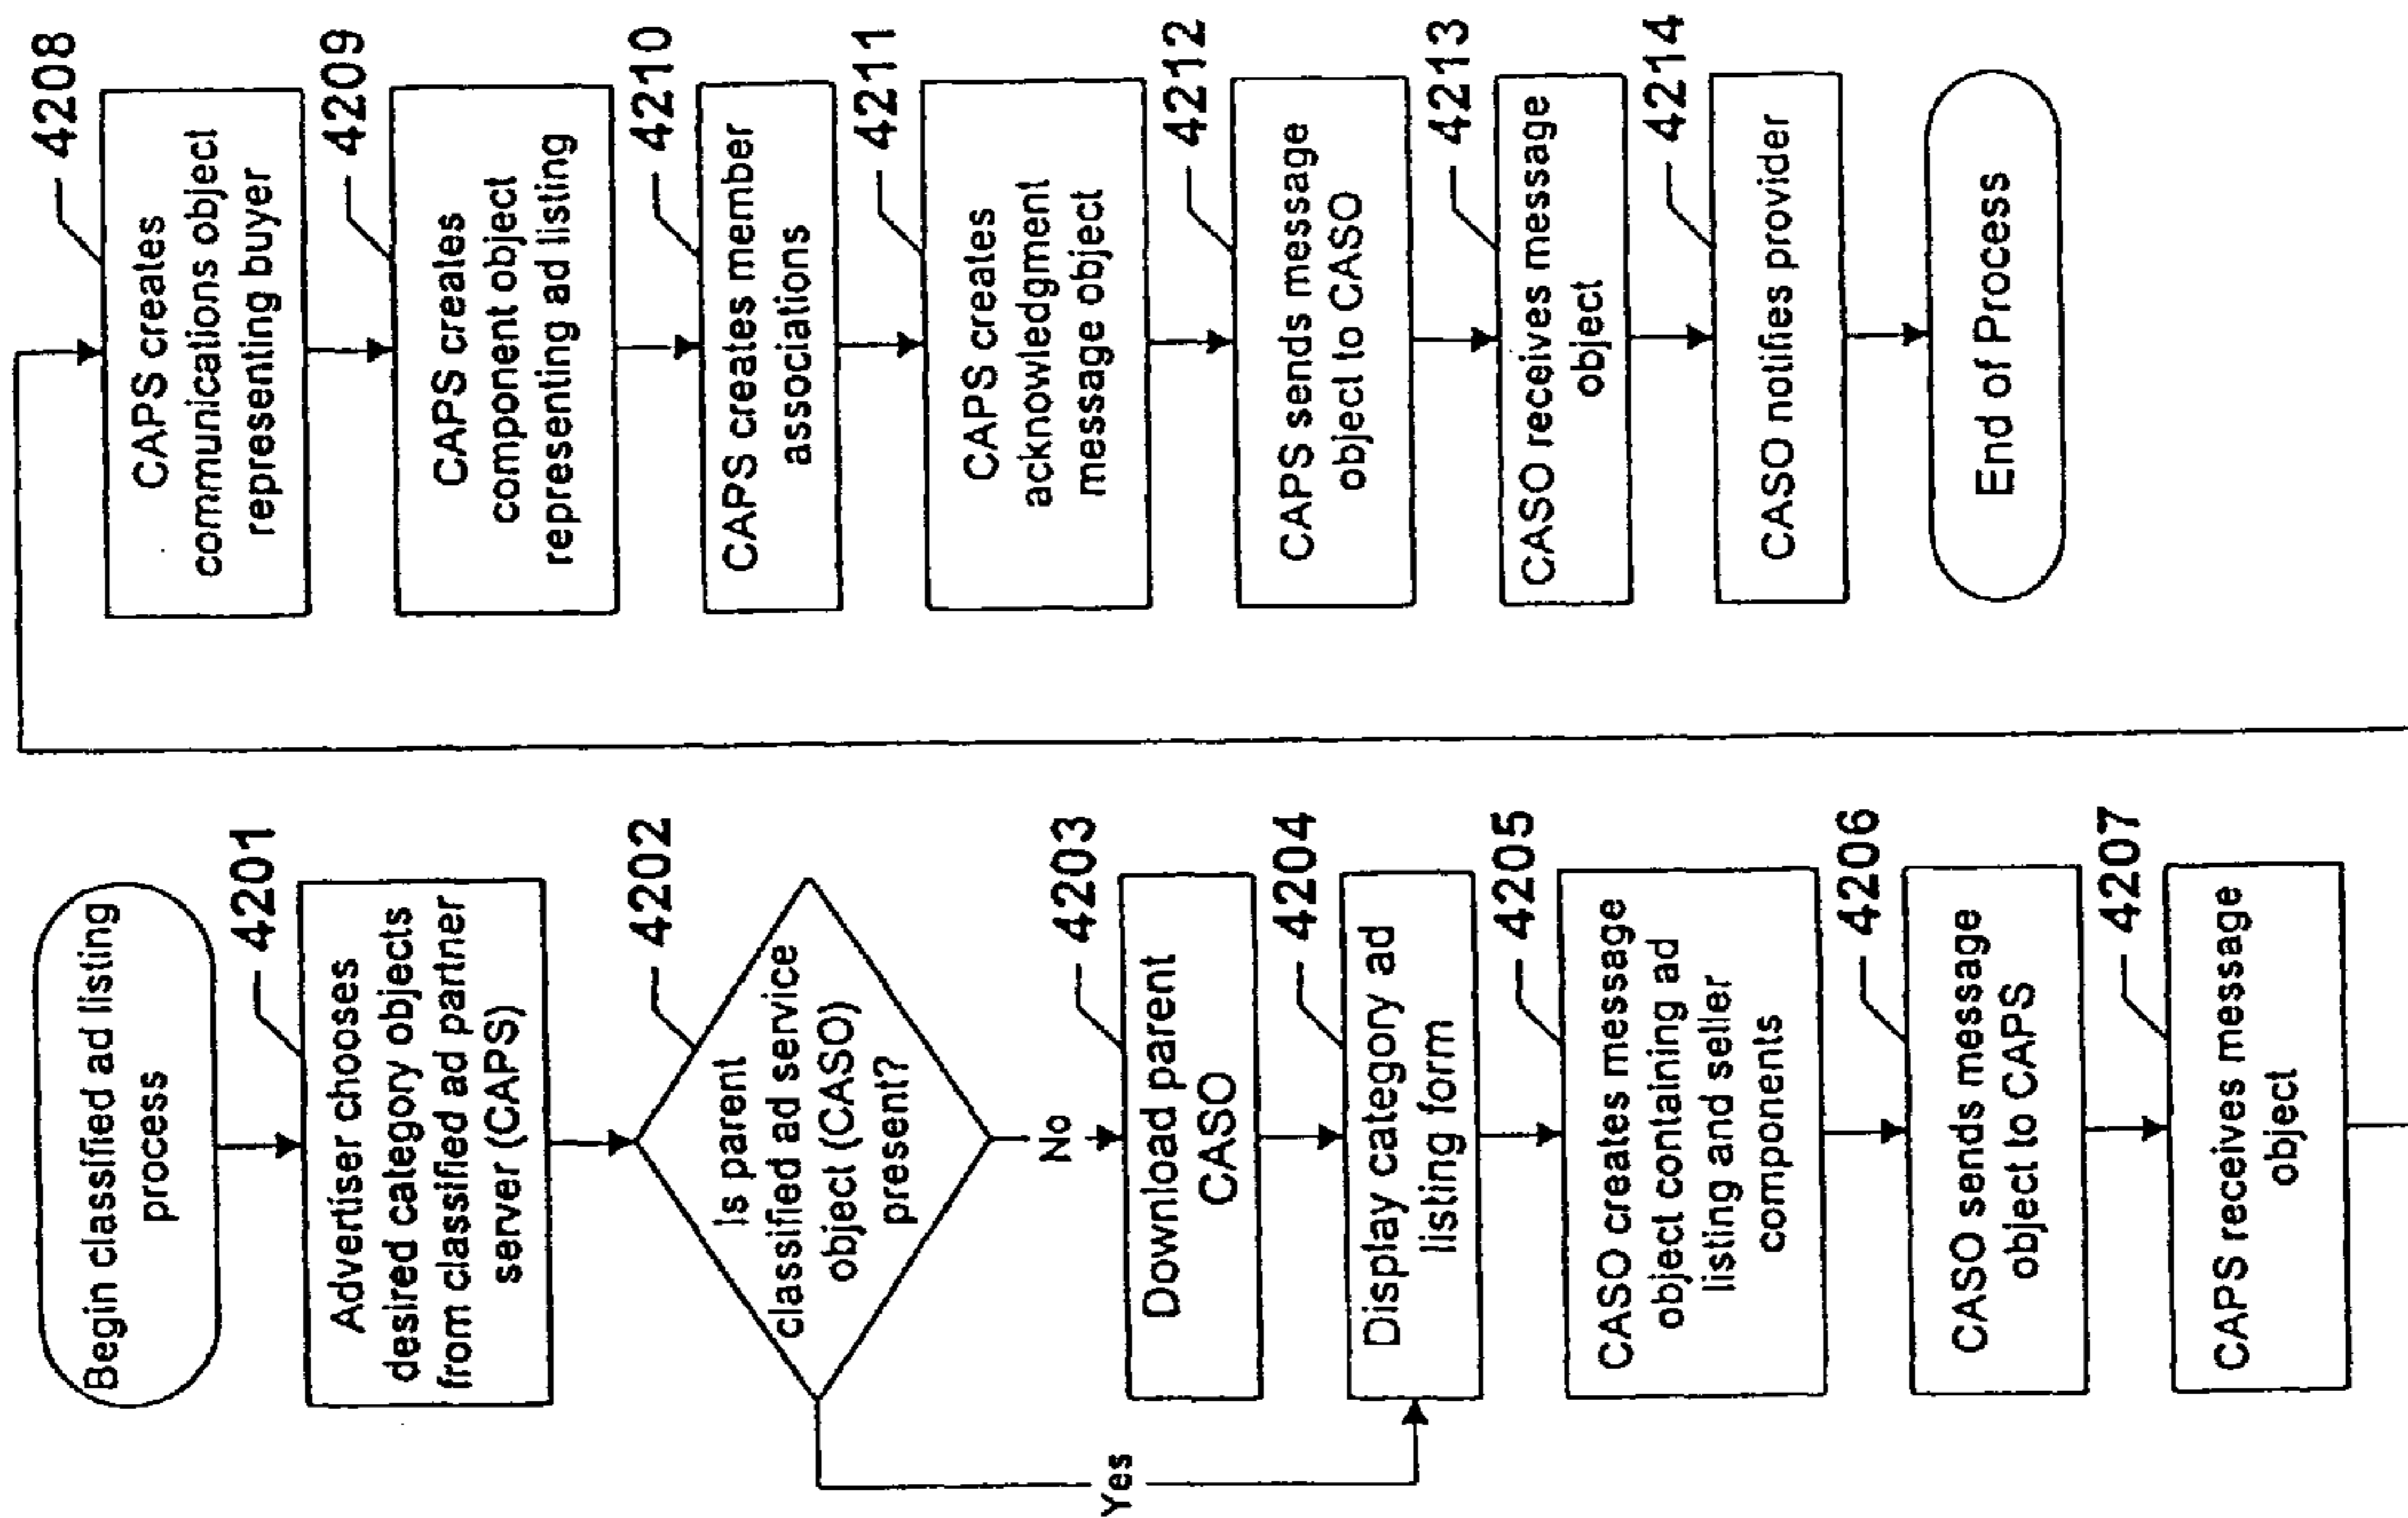 Begin classified ad listing
process
4201
Advertiser chooses
desired category objects
from classified ad partner
server (CAPS)
4202
Is parent
classified ad service
object (CASO)
present?
Yes
No
4203
Download parent
CASO
4204
Display category ad
listing form
4205
CASO creates message
object containing ad
listing and seller
components
4206
CASO sends message
object to CAPS
4207
CAPS receives message
object
4208
CAPS creates
communications object
representing buyer
4209
CAPS creates
component object
representing ad listing
4210
CAPS creates member
associations
4211
CAPS creates
acknowledgment
message object
4212
CAPS sends message
object to CASO
4213
CASO receives message
object
4214
CASO notifies provider
End of Process